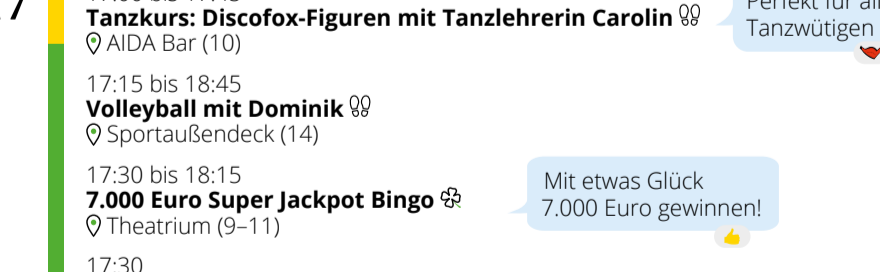 7
Tanzkurs: Discofox-Figuren mit Tanzlehrerin Carolin
AIDA Bar (10)
Tanzwütigen
17:15 bis 18:45
Volleyball mit Dominik
Sportaußendeck (14)
17:30 bis 18:15
7.000 Euro Super Jackpot Bingo
Theatrium (9–11)
Mit etwas Glück
7.000 Euro gewinnen!
17:30